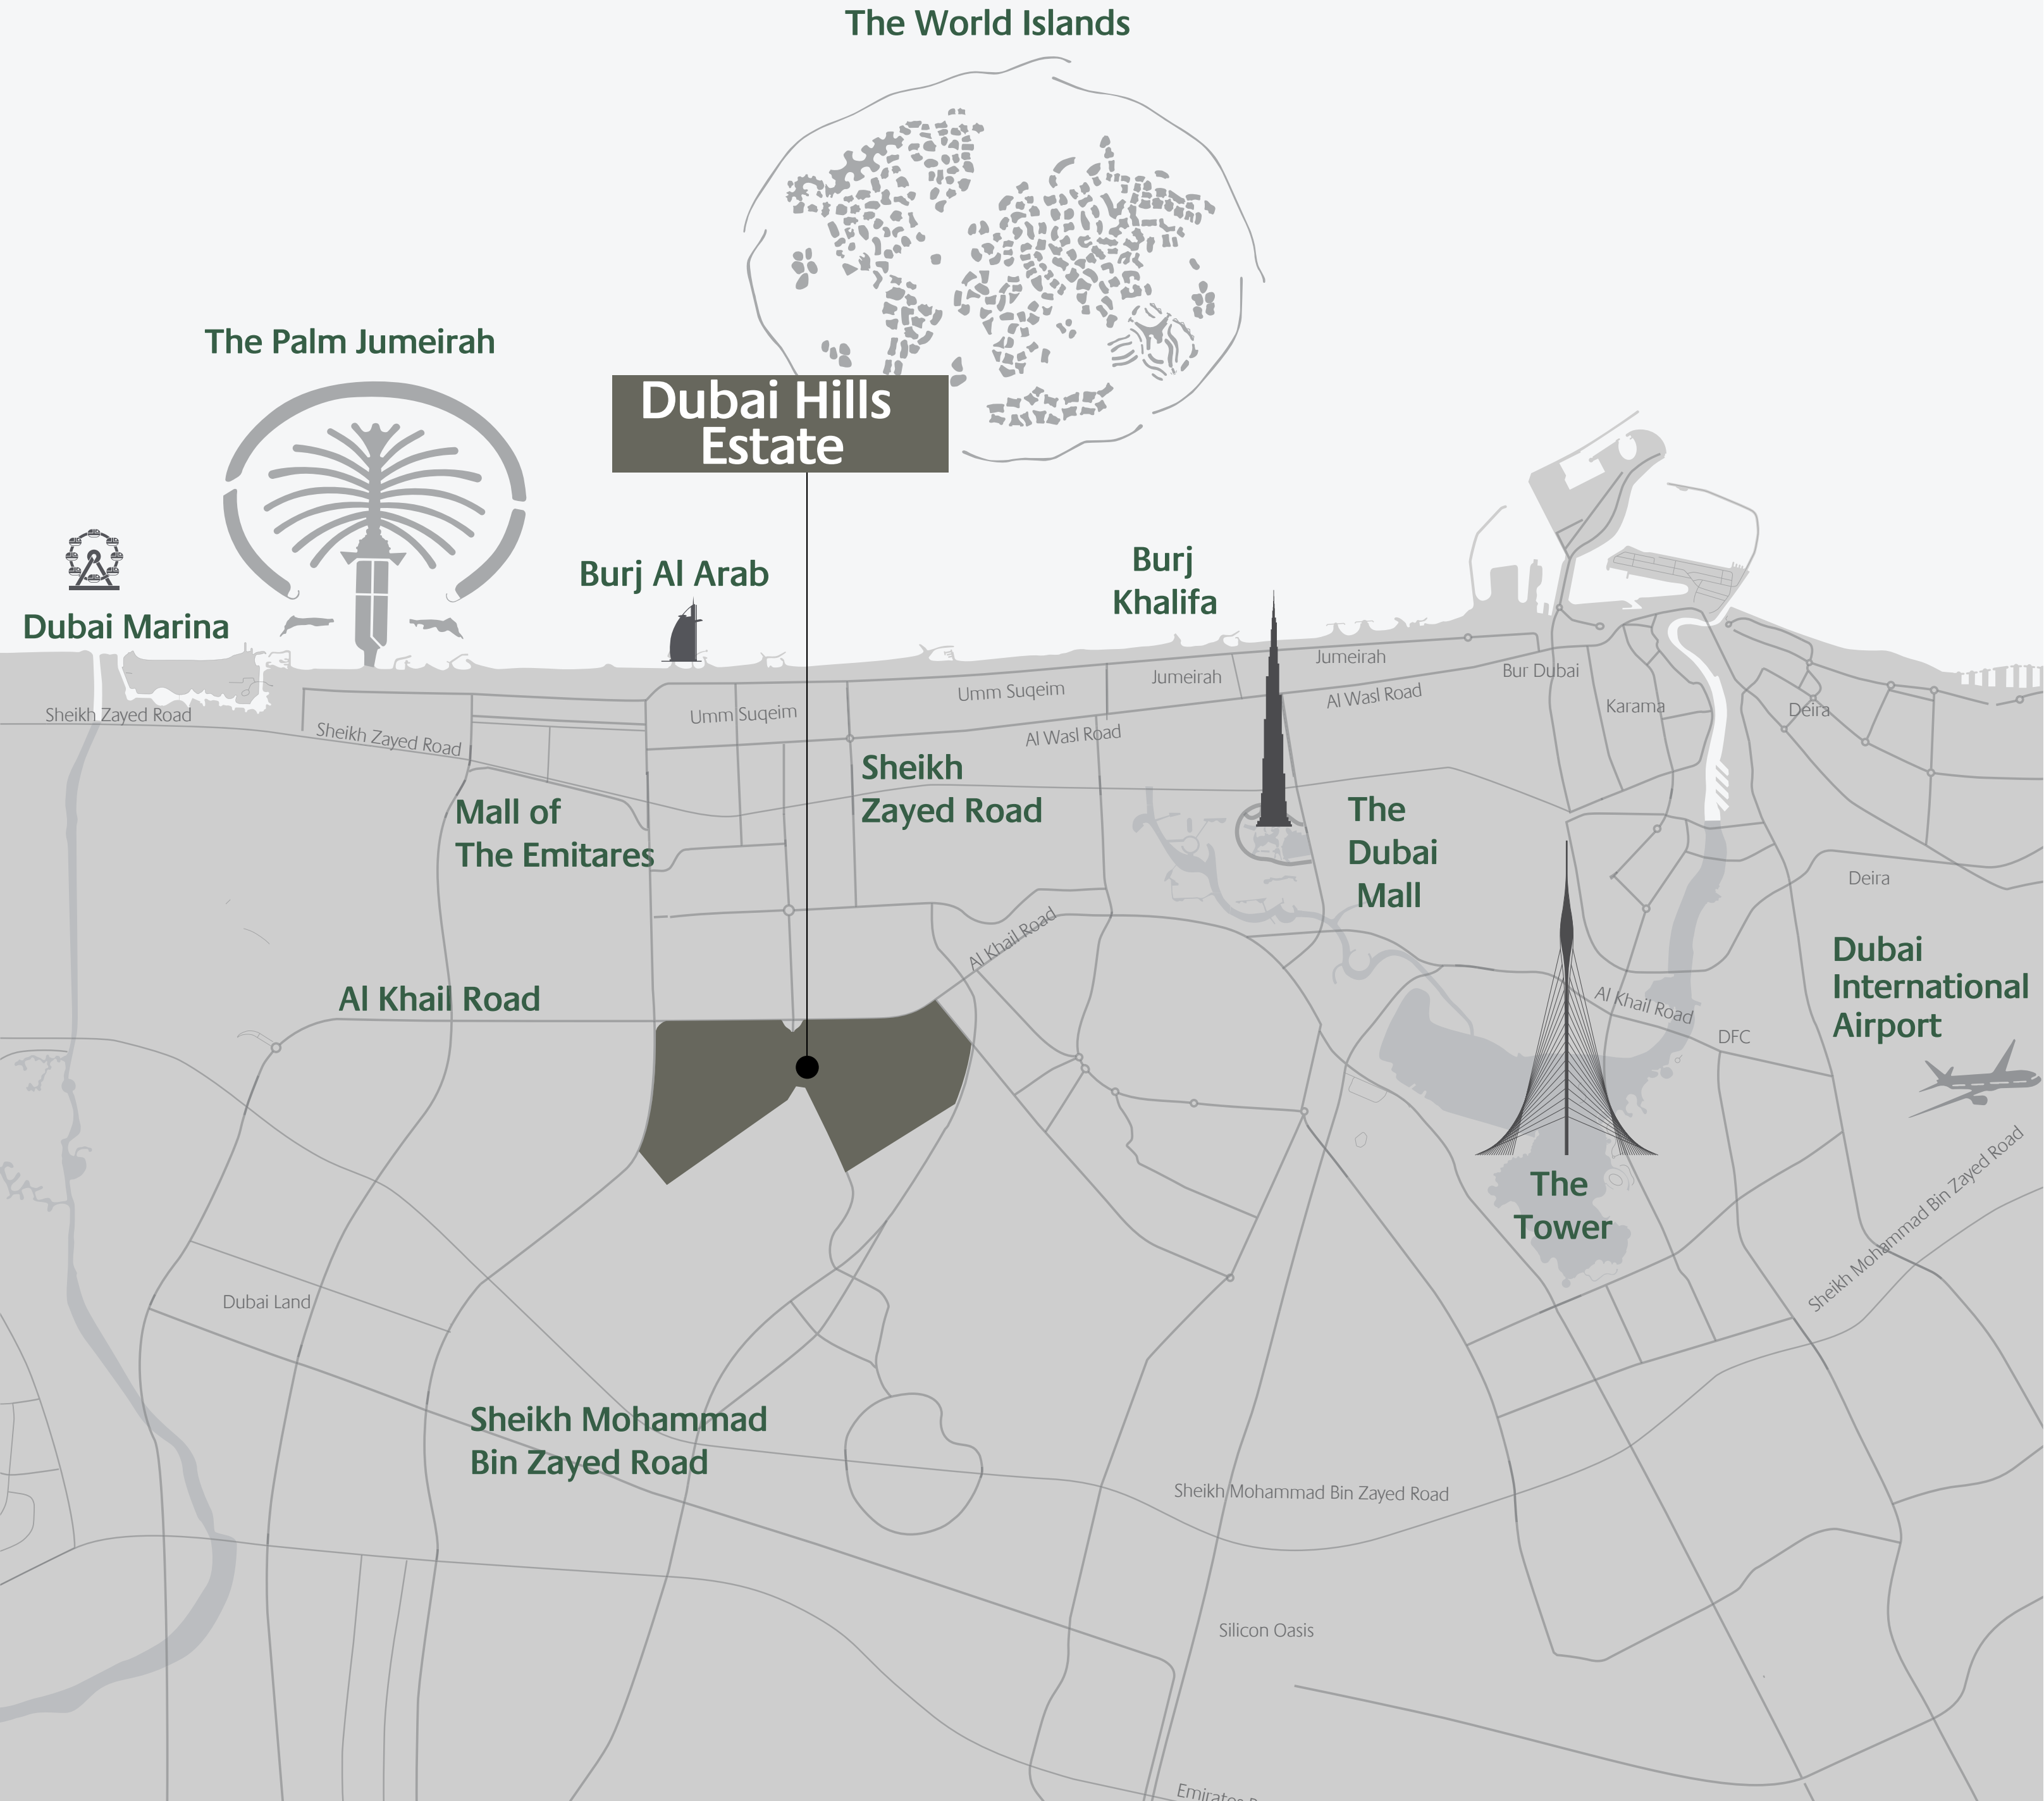 The World Islands
The Palm Jumeirah
Dubai Hills
Estate
Burj Al Arab
Burj
Khalifa
Dubai Marina
Jumeirah
Bur Dubai
Jumeirah
Umm Suqeim
Al Wasl Road
Karama
Deira
Sheikh Zayed Road
Umm Suqeim
Sheikh Zayed Road
Al Wasl Road
Sheikh
Zayed Road
Mall of
The Emitares
The
Dubai
Mall
Deira
Al Khail Road
Dubai
International
Airport
Al Khail Road
Al Khail Road
DFC
The
Tower
Sheikh Mohammad Bin Zayed Road
Dubai Land
Sheikh Mohammad
Bin Zayed Road
Sheikh Mohammad Bin Zayed Road
Silicon Oasis
Emirates